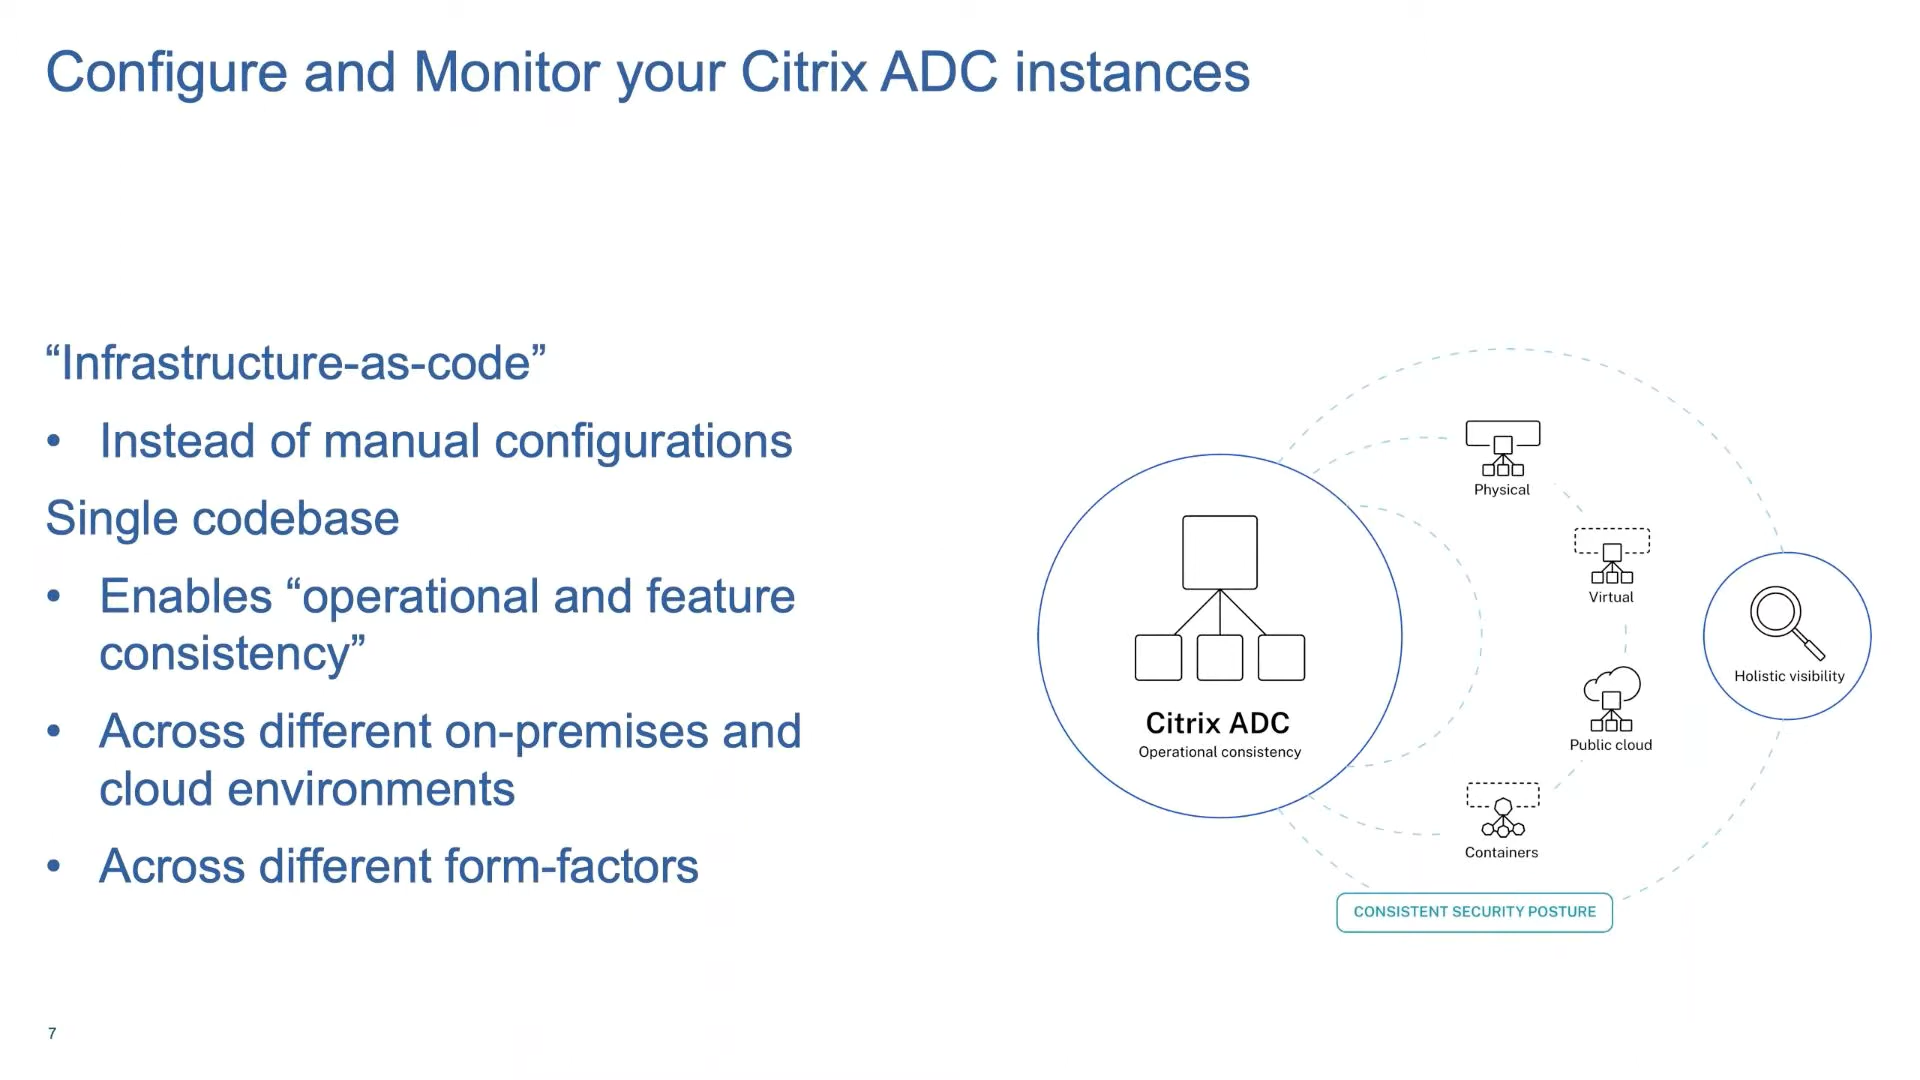 Configure and Monitor your Citrix ADC instances
“Infrastructure-as-code”
• Instead of manual configurations
Single codebase
• Enables “operational and feature
consistency”
• Across different on-premises and
cloud environments
• Across different form-factors
Citrix ADC
Operational consistency
Physical
Virtual
Public cloud
Containers
Holistic visibility
CONSISTENT SECURITY POSTURE
7